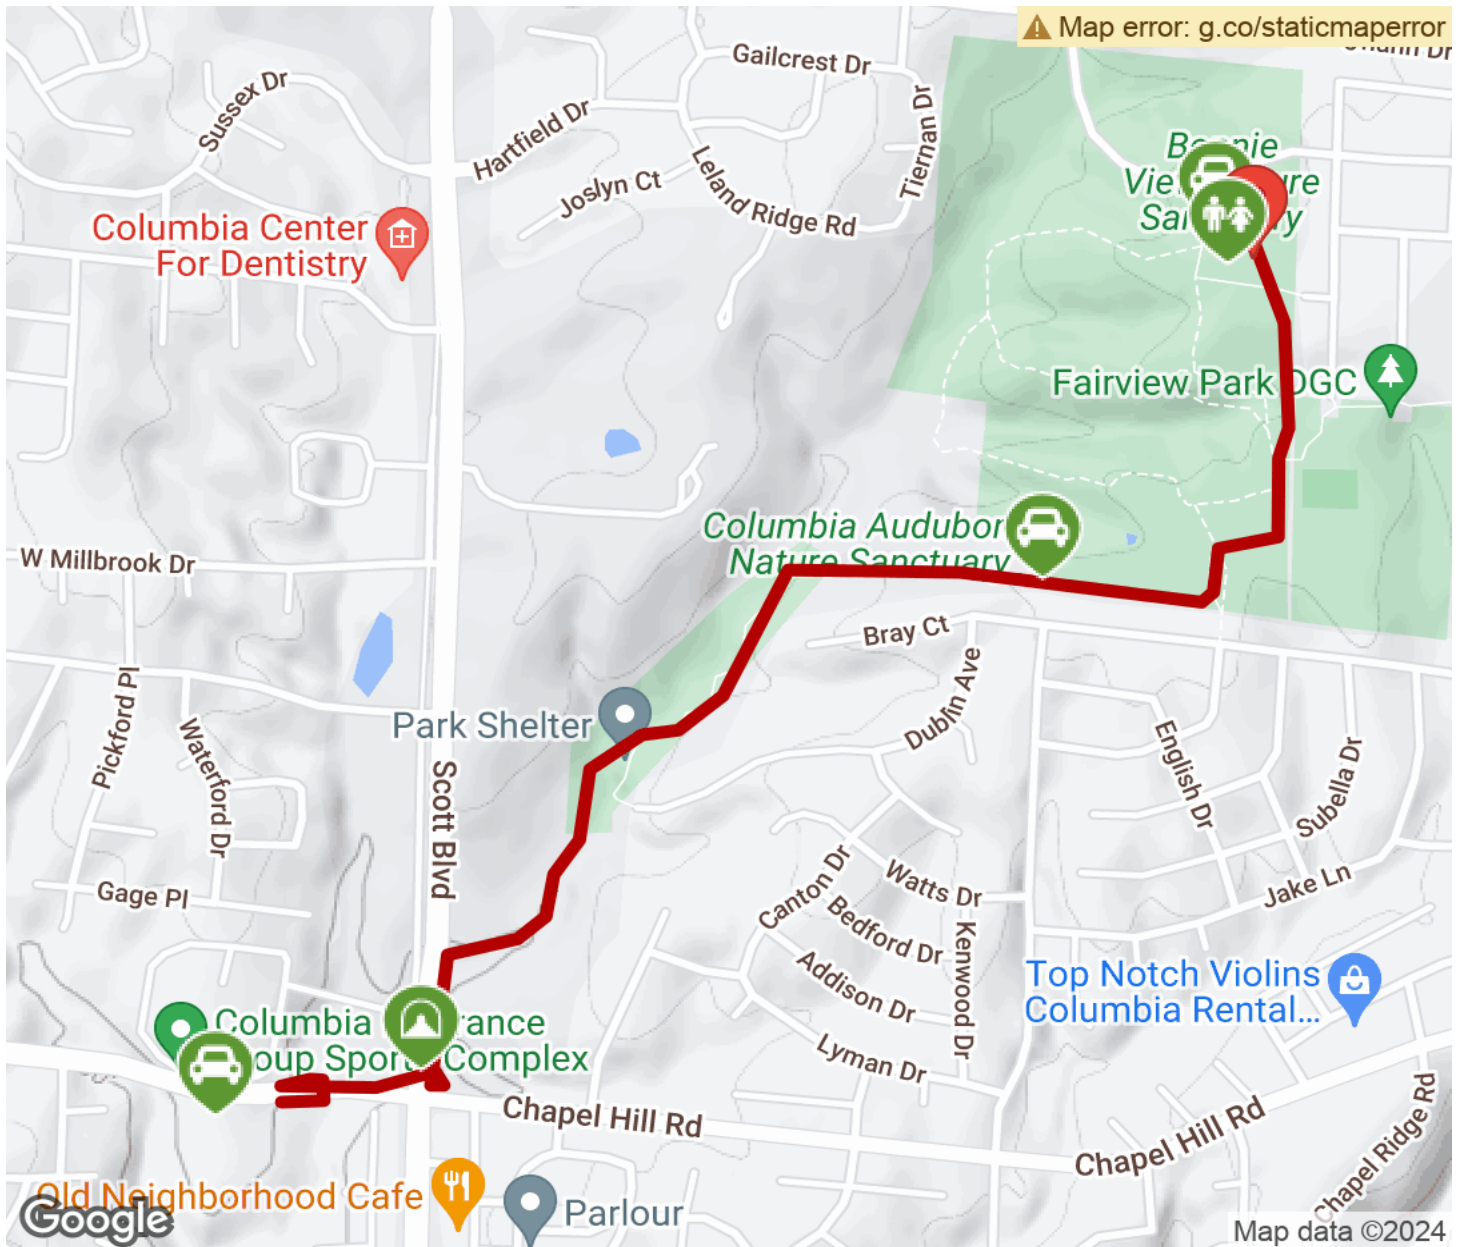 Map error: g.co/staticmaperror
Gailcrest Dr
Sussex Dr
Hartfield Dr
Tiernan Dr
Joslyn Ct
Leland Ridge Rd
Columbia Center
For Dentistry
Fairview Park DGC
Columbia Audubon
Nature Sanctuary
W Millbrook Dr
Bray Ct
Dublin Ave
Pickford Pl
Waterford Dr
Park Shelter
English Dr
Subella Dr
Scott Blvd
Gage Pl
Canton Dr
Watts Dr
Jake Ln
Bedford Dr
Kenwood Dr
Addison Dr
Top Notch Violins
Columbia Rental...
Columbia
Complex
Lyman Dr
Chapel Hill Rd
Chapel Hill Rd
Chapel Ridge Rd
Old Neighborhood Cafe
Parlour
Google
Map data ©2024